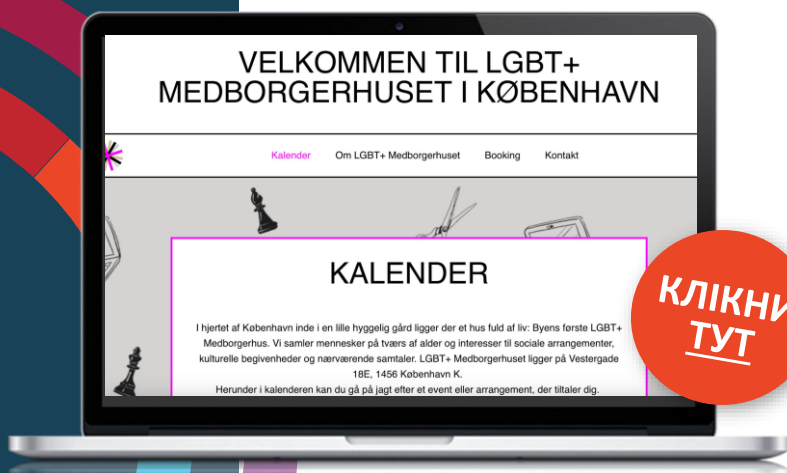 VELKOMMEN TIL LGBT+
MEDBORGERHUSET I KØBENHAVN
Kalender Om LGBT+ Medborgerhuset Booking Kontakt
KALENDER
I hjertet af København inde i en lille hyggelig gård ligger der et hus fuld af liv: Byens første LGBT+
Medborgerhus. Vi samler mennesker på tværs af alder og interesser til sociale arrangementer,
kulturelle begivenheder og nærværende samtaler. LGBT+ Medborgerhuset ligger på Vestergade
18E, 1456 København K.
Herunder i kalenderen kan du gå på jagt efter et event eller arrangement, der tiltaler dig.
КЛІКНИ
ТУТ